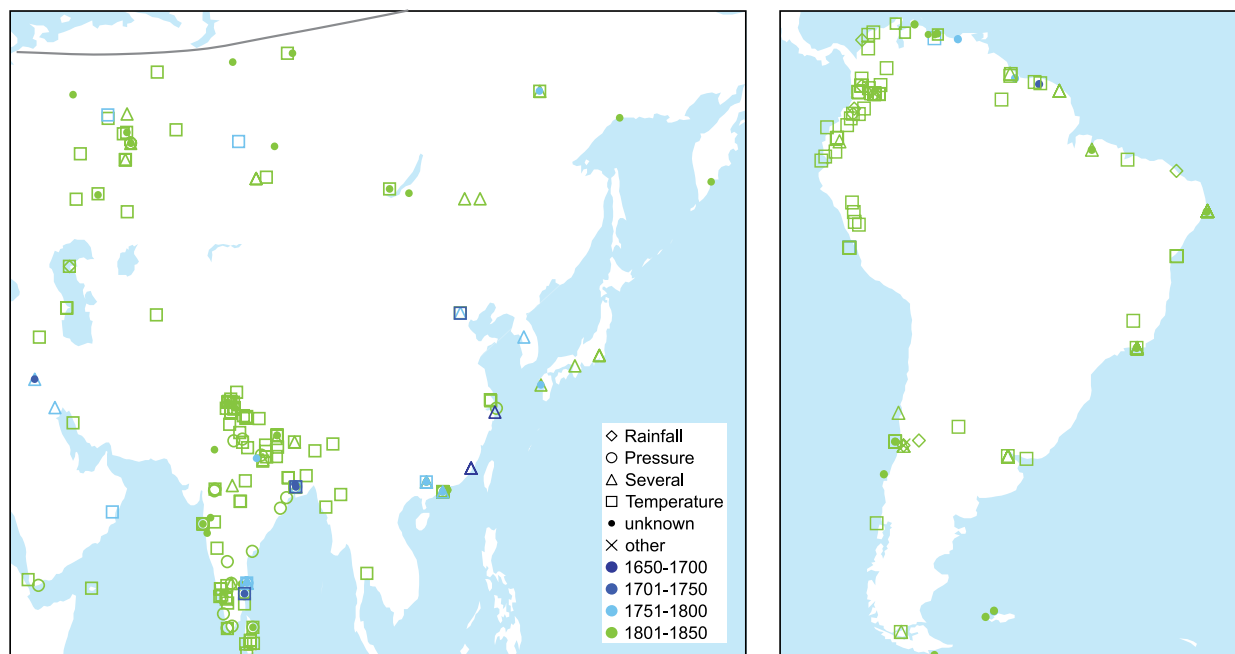 Rainfall
Pressure
Several
Temperature
unknown
other
1650-1700
1701-1750
1751-1800
1801-1850